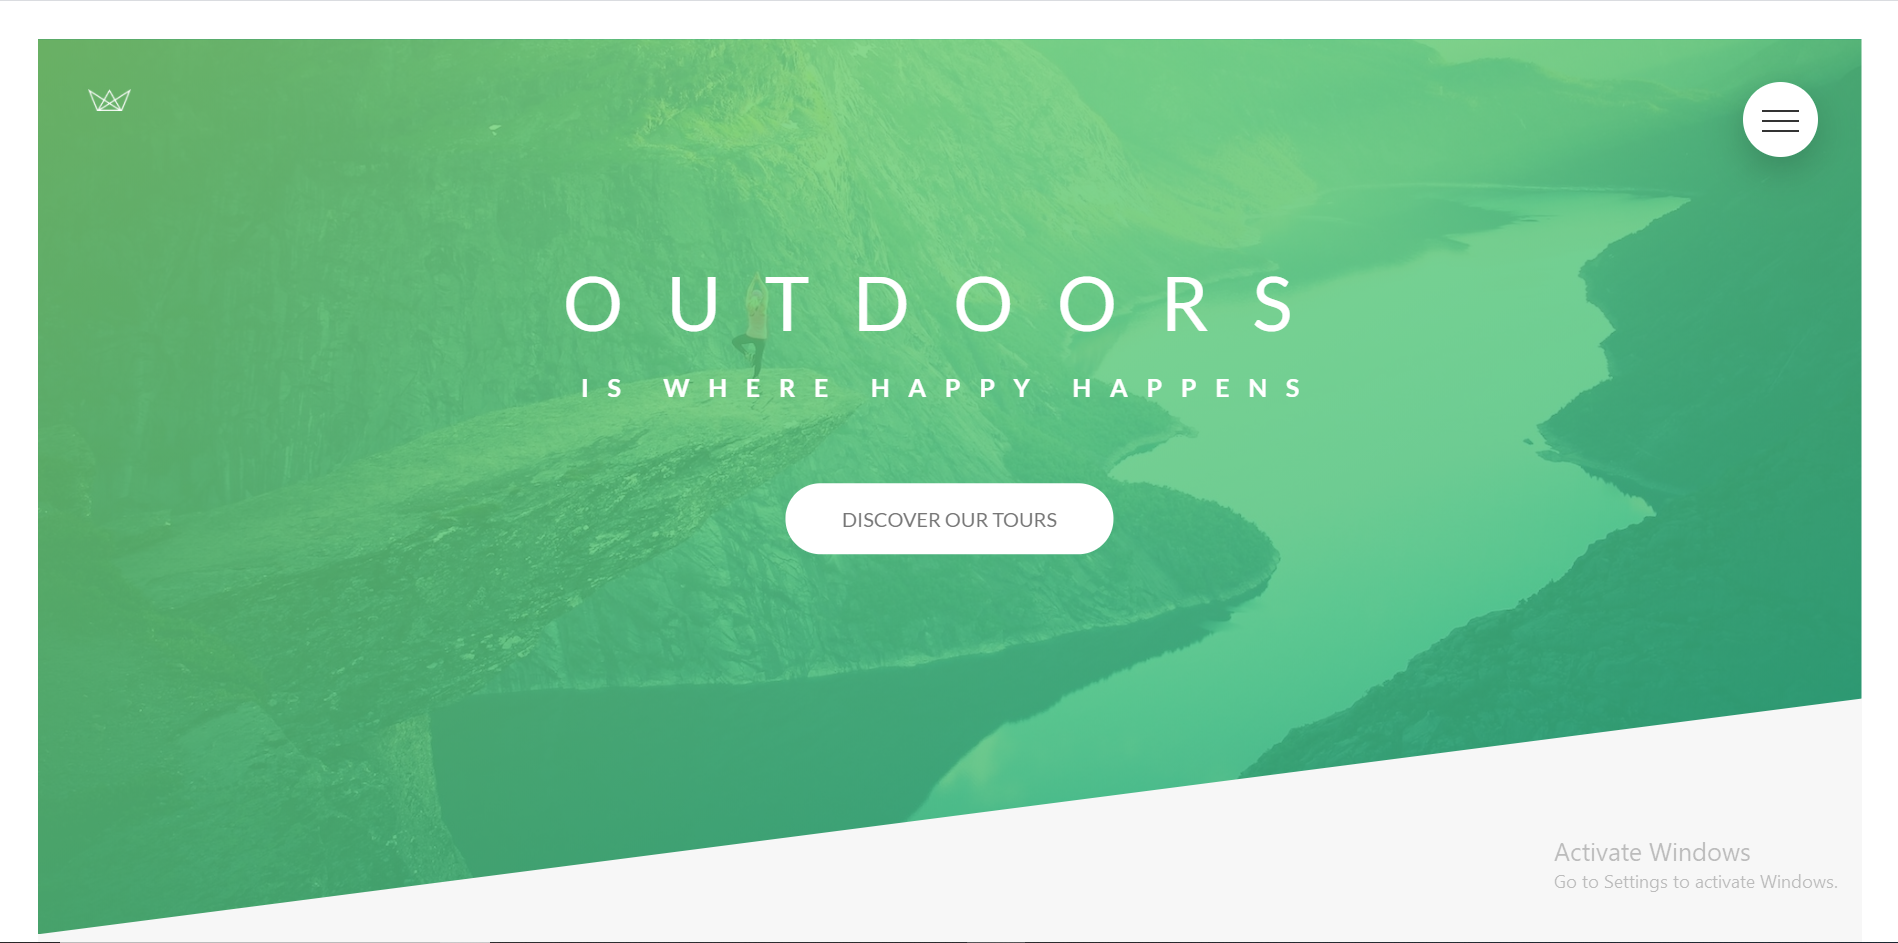 OUTDOORS
IS WHERE HAPPY HAPPENS
DISCOVER OUR TOURS
Activate Windows
Go to Settings to activate Windows.